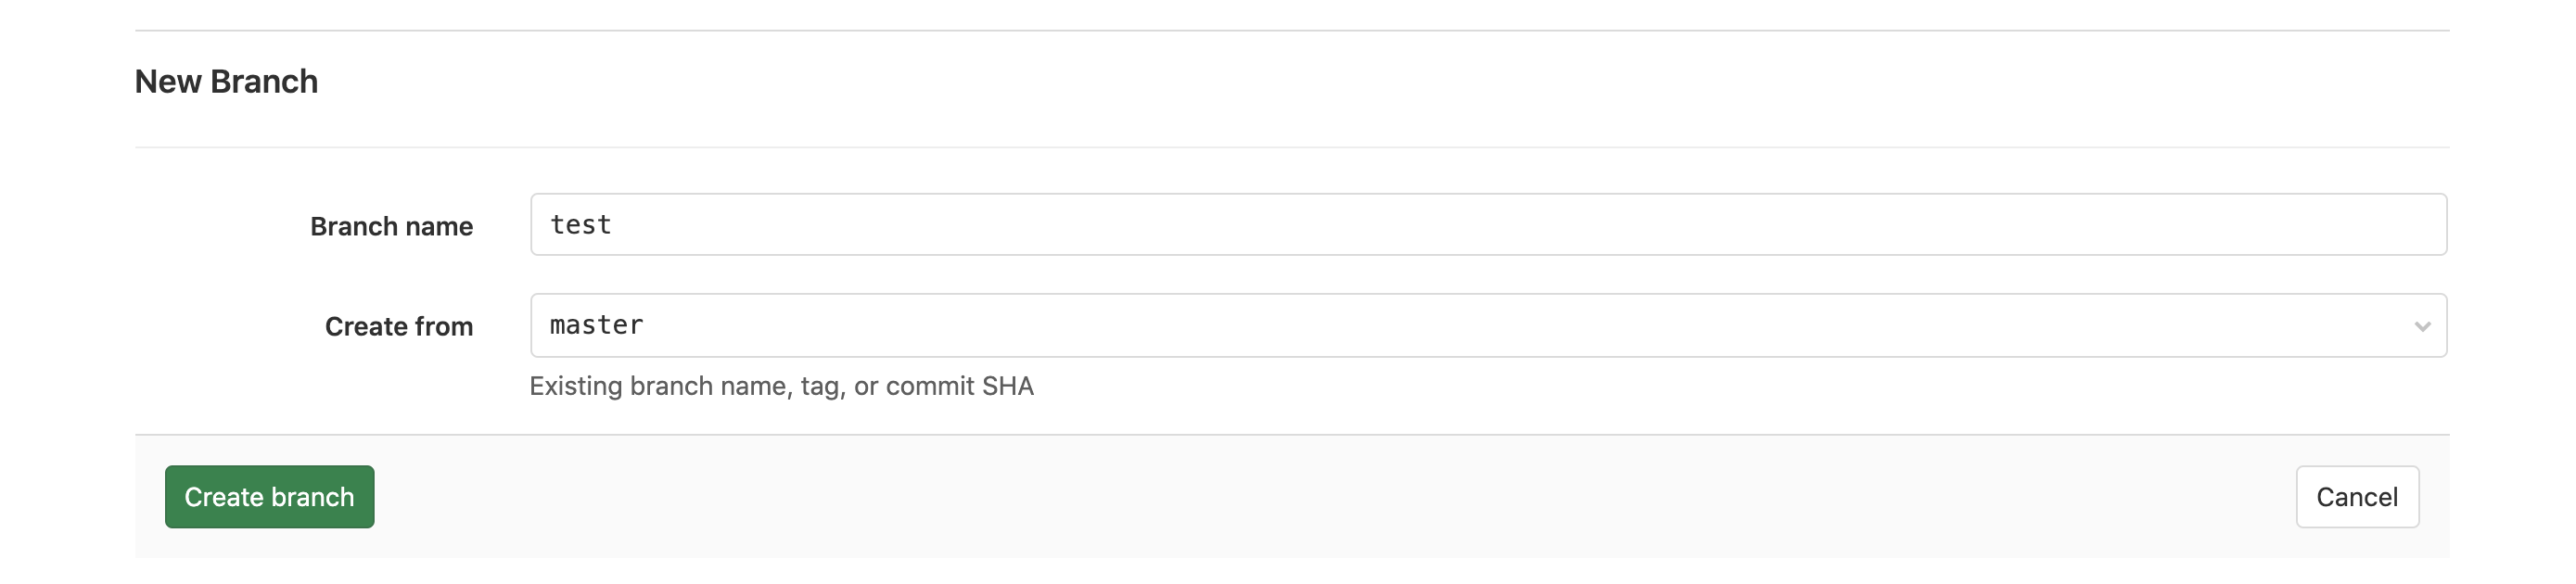 New Branch
Branch name
test
Create from
master
Existing branch name, tag, or commit SHA
Create branch
Cancel